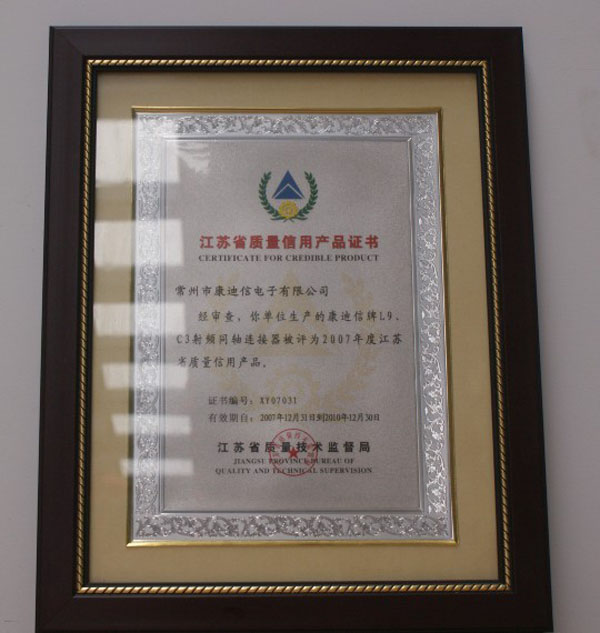 江苏省质量信用产品证书
CERTIFICATE FOR CREDIBLE PRODUCT
常州市康迪信电子有限公司
经审查，你单位生产的康迪信牌L9、
C3射频同轴连接器被评为2007年度江苏
省质量信用产品。
证书编号：XY07031
有效期自：2007年12月31日到2010年12月30日
江苏省质量技术监督局
JIANGSU PROVINCE BUREAU OF
QUALITY AND TECHNICAL SUPERVISION